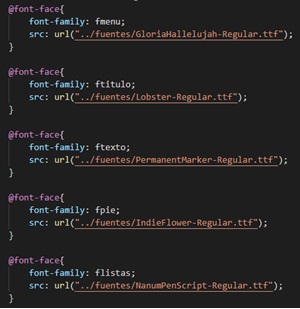 @font-face{
font-family: fmenu;
src: url("../fuentes/GloriaHallelujah-Regular.ttf");
}
@font-face{
font-family: ftitulo;
src: url("../fuentes/Lobster-Regular.ttf");
}
@font-face{
font-family: ftexto;
src: url("../fuentes/PermanentMarker-Regular.ttf");
}
@font-face{
font-family: fpie;
src: url("../fuentes/IndieFlower-Regular.ttf");
}
@font-face{
font-family: flistas;
src: url("../fuentes/NanumPenScript-Regular.ttf");
}